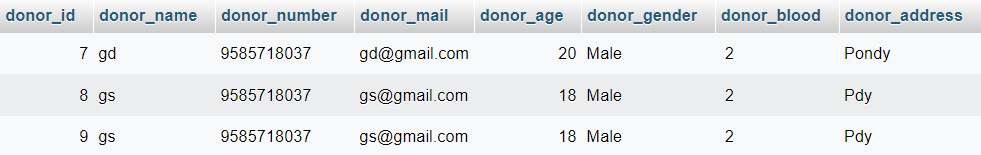 donor_id donor_name donor_number donor_mail donor_age donor_gender donor_blood donor_address
7 gd 9585718037 gd@gmail.com 20 Male 2 Pondy
8 gs 9585718037 gs@gmail.com 18 Male 2 Pdy
9 gs 9585718037 gs@gmail.com 18 Male 2 Pdy